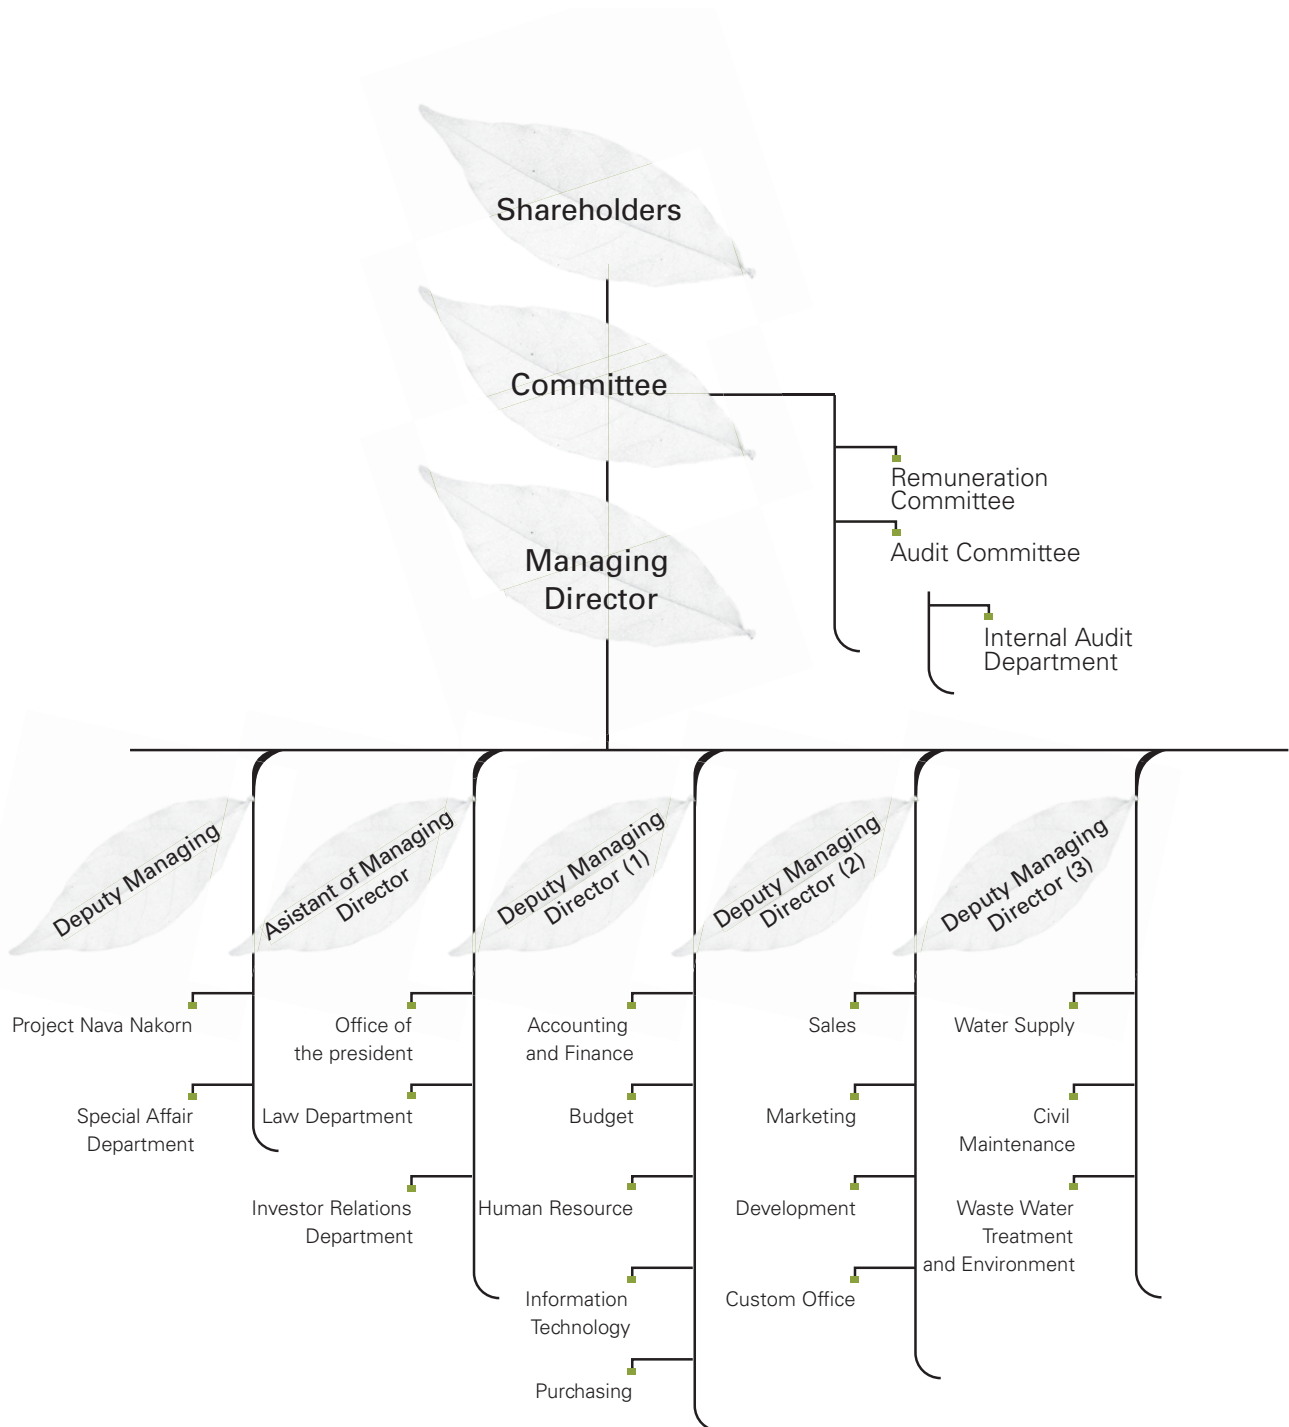 Shareholders
Committee
Remuneration
Committee
Audit Committee
Managing
Director
Internal Audit
Department
Deputy Managing
Asistant of Managing
Director
Deputy Managing
Director (1)
Deputy Managing
Director (2)
Deputy Managing
Director (3)
Project Nava Nakorn
Special Affair
Department
Office of
the president
Law Department
Investor Relations
Department
Accounting
and Finance
Budget
Human Resource
Information
Technology
Purchasing
Sales
Marketing
Development
Custom Office
Water Supply
Civil
Maintenance
Waste Water
Treatment
and Environment